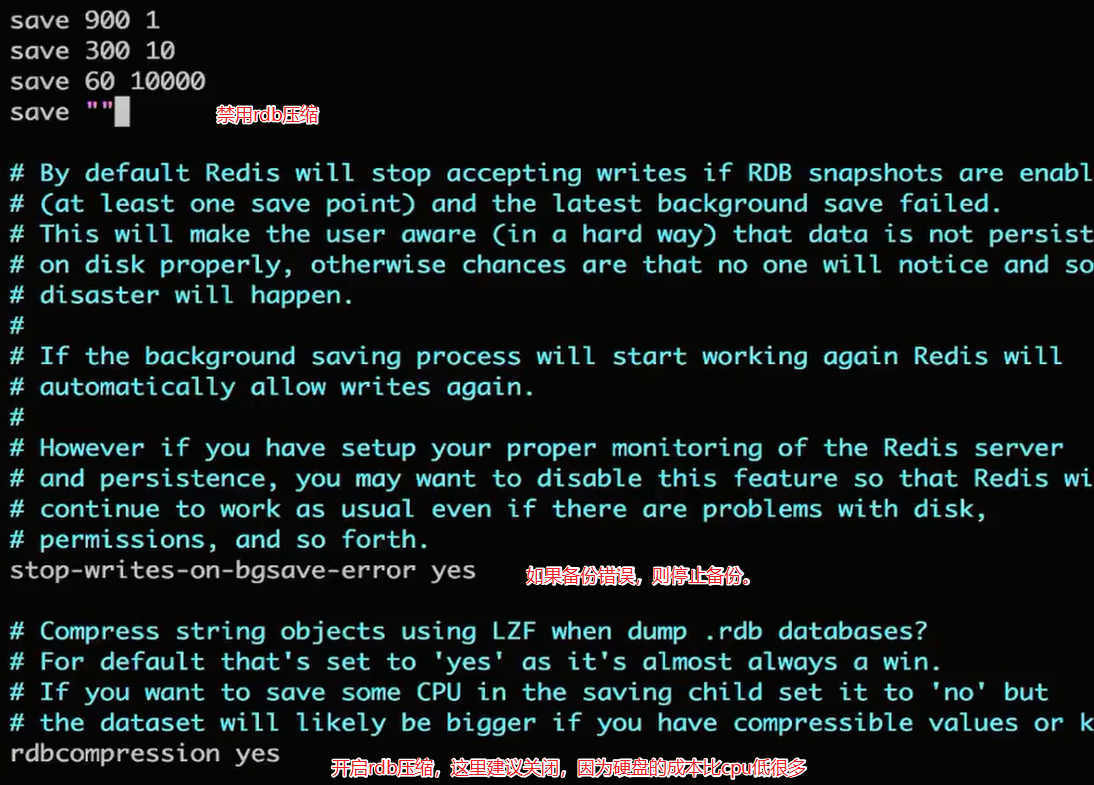 save 900 1
save 300 10
save 60 10000
save ""
禁用rdb压缩
# By default Redis will stop accepting writes if RDB snapshots are enabl
# (at least one save point) and the latest background save failed.
# This will make the user aware (in a hard way) that data is not persist
# on disk properly, otherwise chances are that no one will notice and so
# disaster will happen.
#
# If the background saving process will start working again Redis will
# automatically allow writes again.
#
# However if you have setup your proper monitoring of the Redis server
# and persistence, you may want to disable this feature so that Redis wi
# continue to work as usual even if there are problems with disk,
# permissions, and so forth.
stop-writes-on-bgsave-error yes
如果备份错误，则停止备份。
# Compress string objects using LZF when dump .rdb databases?
# For default that's set to 'yes' as it's almost always a win.
# If you want to save some CPU in the saving child set it to 'no' but
# the dataset will likely be bigger if you have compressible values or k
rdbcompression yes
开启rdb压缩，这里建议关闭，因为硬盘的成本比cpu低很多